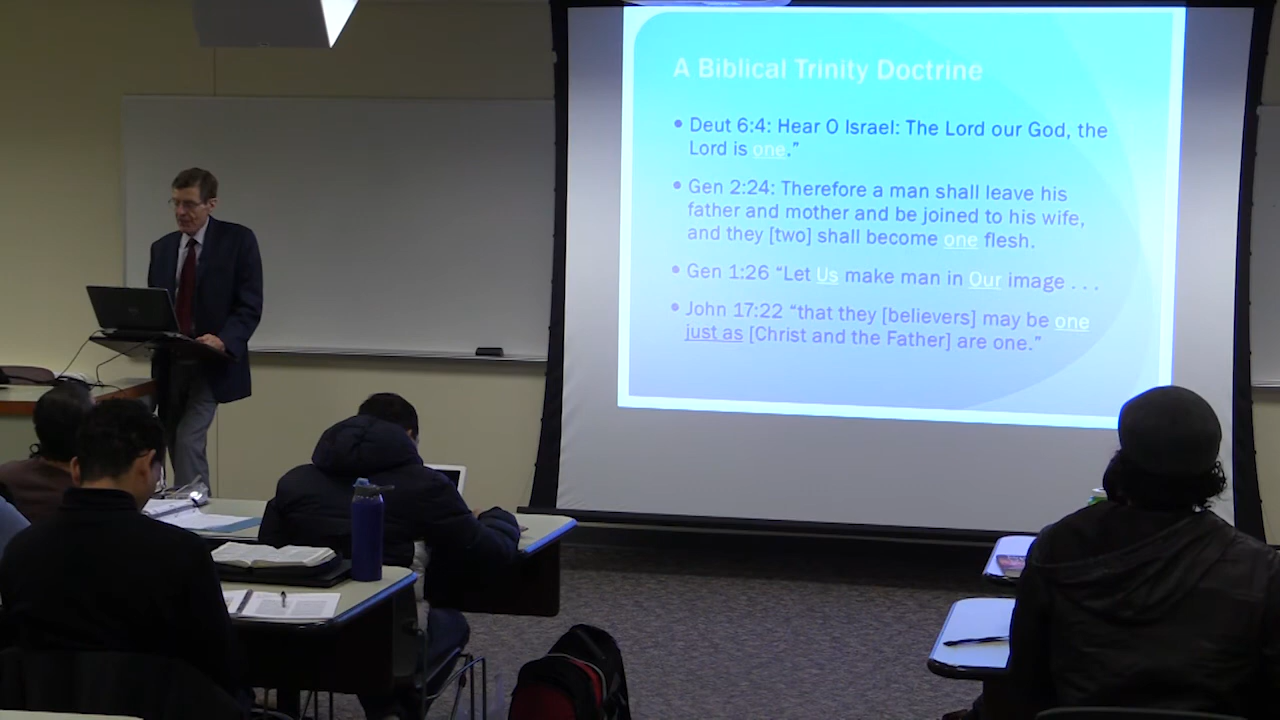 A Biblical Trinity Doctrine
• Deut 6:4: Hear O Israel: The Lord our God, the
Lord is one.”
• Gen 2:24: Therefore a man shall leave his
father and mother and be joined to his wife,
and they [two] shall become one flesh.
• Gen 1:26 “Let Us make man in Our image . . .
• John 17:22 “that they [believers] may be one
just as [Christ and the Father] are one.”